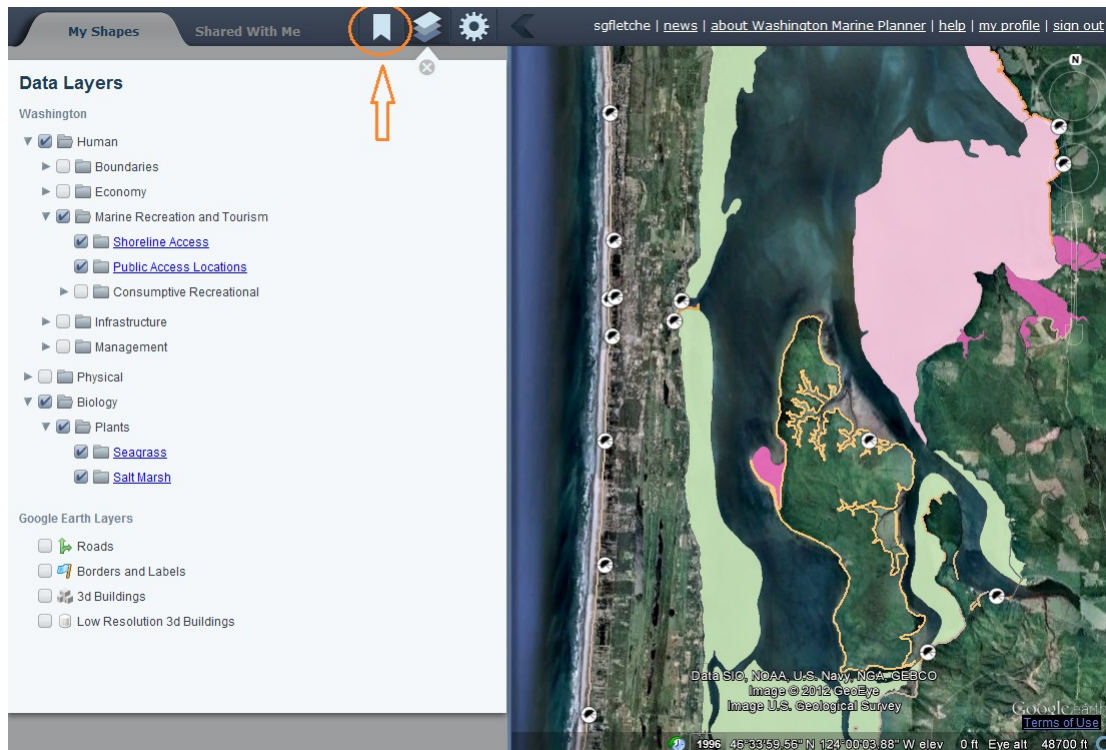 My Shapes
Shared With Me
sgfletche | news | about Washington Marine Planner | help | my profile | sign out
Data Layers
Washington
Human
Boundaries
Economy
Marine Recreation and Tourism
Shoreline Access
Public Access Locations
Consumptive Recreational
Infrastructure
Management
Physical
Biology
Plants
Seagrass
Salt Marsh
Google Earth Layers
Roads
Borders and Labels
3d Buildings
Low Resolution 3d Buildings
N
Data SIO, NOAA, U.S. Navy, NGA, GEBCO
Image © 2012 GeoEye
Image U.S. Geological Survey
Google earth
Terms of Use
1996 46°33'59.56" N 124°00'03.88" W elev 0 ft Eye alt 48700 ft